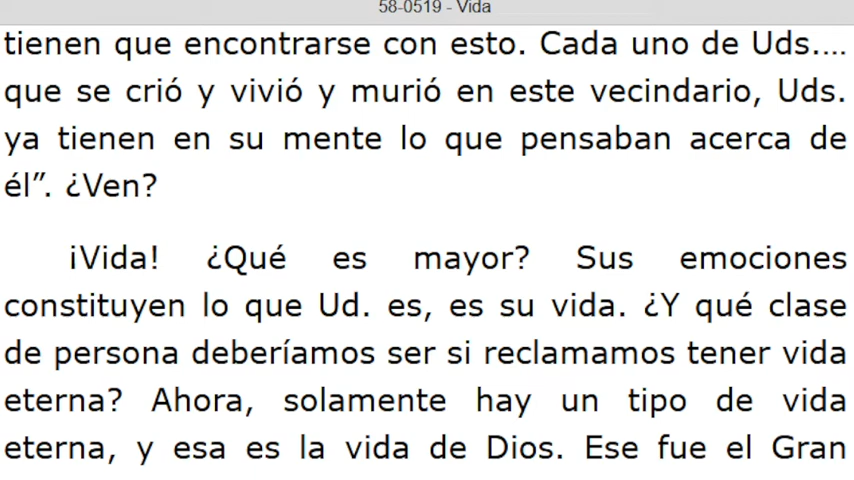 58-0519 - Vida
tienen que encontrarse con esto. Cada uno de Uds....
que se crió y vivió y murió en este vecindario, Uds.
ya tienen en su mente lo que pensaban acerca de
él”. ¿Ven?
¡Vida! ¿Qué es mayor? Sus emociones
constituyen lo que Ud. es, es su vida. ¿Y qué clase
de persona deberíamos ser si reclamamos tener vida
eterna? Ahora, solamente hay un tipo de vida
eterna, y esa es la vida de Dios. Ese fue el Gran